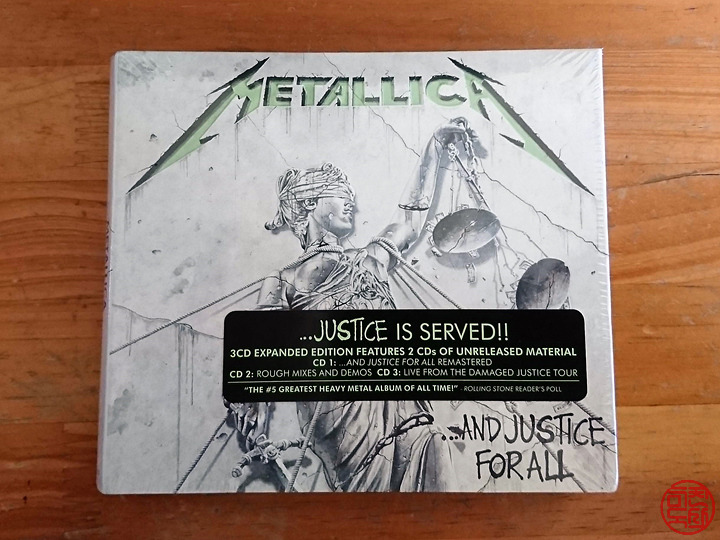 METALLICA
...JUSTICE IS SERVED!!
3CD EXPANDED EDITION FEATURES 2 CDs OF UNRELEASED MATERIAL
CD 1: ...AND JUSTICE FOR ALL REMASTERED
CD 2: ROUGH MIXES AND DEMOS CD 3: LIVE FROM THE DAMAGED JUSTICE TOUR
"THE #5 GREATEST HEAVY METAL ALBUM OF ALL TIME!" - ROLLING STONE READER'S POLL
...AND JUSTICE
FOR ALL